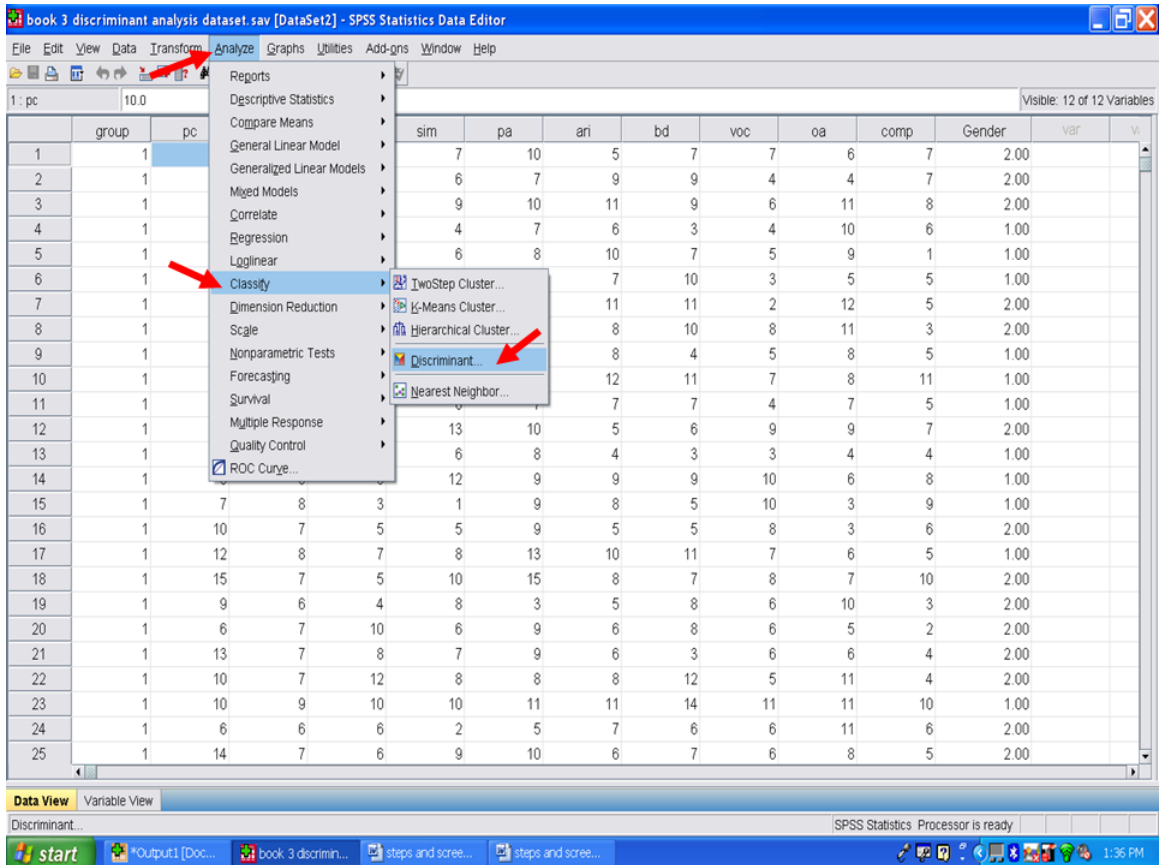 book 3 discriminant analysis dataset.sav [DataSet2] - SPSS Statistics Data Editor
File Edit View Data Transform Analyze Graphs Utilities Add-ons Window Help
1 : pc 10.0 Visible: 12 of 12 Variables
group pc sim pa ari bd voc oa comp Gender var
1 1 7 10 5 7 7 6 7 2.00
2 1 6 7 9 9 4 4 7 2.00
3 1 9 10 11 9 6 11 8 2.00
4 1 4 7 6 3 4 10 6 1.00
5 1 6 8 10 7 5 9 1 1.00
6 1 7 10 3 5 5 1.00
7 1 11 11 2 12 5 2.00
8 1 8 10 8 11 3 2.00
9 1 8 4 5 8 5 1.00
10 1 12 11 7 8 11 1.00
11 1 7 7 4 7 5 1.00
12 1 13 10 5 6 9 9 7 2.00
13 1 6 8 4 3 3 4 4 1.00
14 1 12 9 9 9 10 6 8 1.00
15 1 7 8 3 1 9 8 5 10 3 9 1.00
16 1 10 7 5 5 9 5 5 8 3 6 2.00
17 1 12 8 7 8 13 10 11 7 6 5 1.00
18 1 15 7 5 10 15 8 7 8 7 10 2.00
19 1 9 6 4 8 3 5 8 6 10 3 2.00
20 1 6 7 10 6 9 6 8 6 5 2 2.00
21 1 13 7 8 7 9 6 3 6 6 4 2.00
22 1 10 7 12 8 8 8 12 5 11 4 2.00
23 1 10 9 10 10 11 11 14 11 11 10 1.00
24 1 6 6 6 2 5 7 6 6 11 6 2.00
25 1 14 7 6 9 10 6 7 6 8 5 2.00
Reports
Descriptive Statistics
Compare Means
General Linear Model
Generalized Linear Models
Mixed Models
Correlate
Regression
Loglinear
Classify
Dimension Reduction
Scale
Nonparametric Tests
Forecasting
Survival
Multiple Response
Quality Control
ROC Curve...
TwoStep Cluster...
K-Means Cluster...
Hierarchical Cluster...
Discriminant...
Nearest Neighbor...
Data View Variable View
Discriminant... SPSS Statistics Processor is ready
start *Output1 [Doc... book 3 discrimin... steps and scree... steps and scree... 1:36 PM